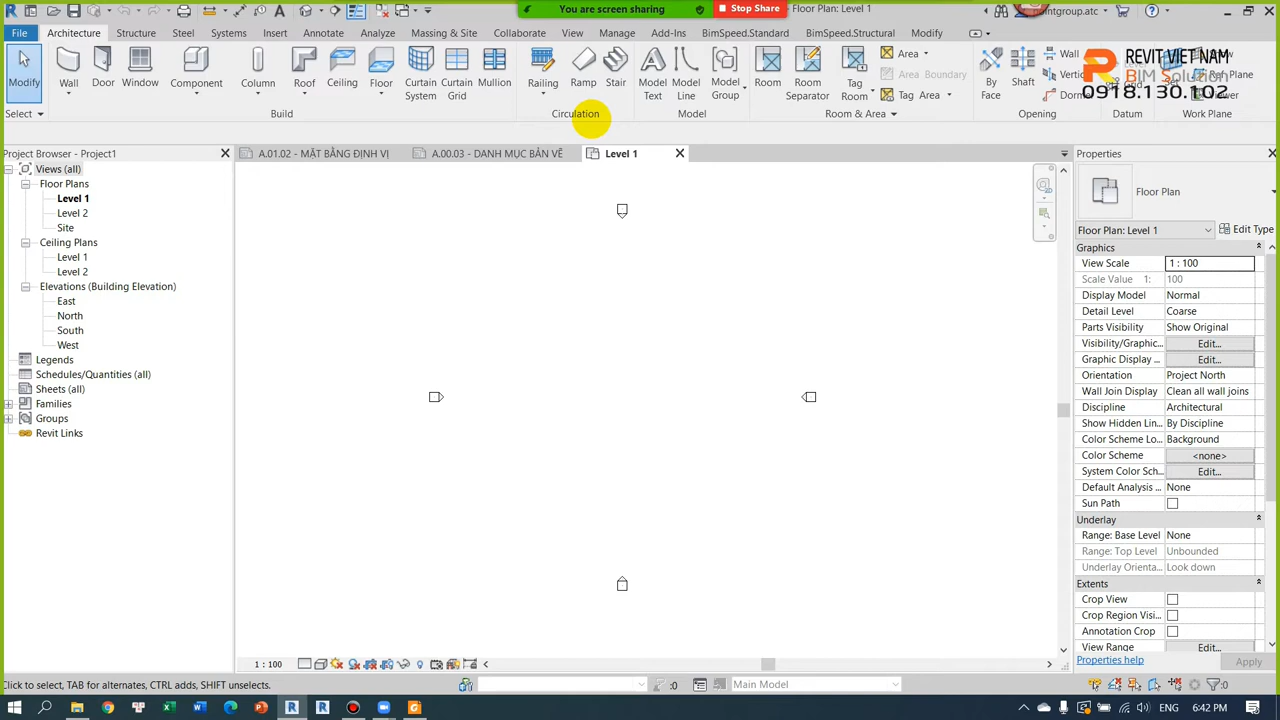 You are screen sharing
Stop Share
Floor Plan: Level 1
File
Architecture
Structure
Steel
Systems
Insert
Annotate
Analyze
Massing & Site
Collaborate
View
Manage
Add-Ins
BimSpeed.Standard
BimSpeed.Structural
Modify
Modify
Wall
Door
Window
Component
Column
Roof
Ceiling
Floor
Curtain System
Curtain Grid
Mullion
Railing
Ramp
Stair
Model Text
Model Line
Model Group
Room
Room Separator
Tag Room
Area
Area Boundary
Tag Area
By Face
Shaft
Wall
REVIT VIETNAM
BIM Solution
0918.130.102
Select
Build
Circulation
Model
Room & Area
Opening
Datum
Work Plane
Project Browser - Project1
A.01.02 - MẶT BẰNG ĐỊNH VỊ
A.00.03 - DANH MỤC BẢN VẼ
Level 1
Properties
Views (all)
Floor Plans
Level 1
Level 2
Site
Ceiling Plans
Level 1
Level 2
Elevations (Building Elevation)
East
North
South
West
Legends
Schedules/Quantities (all)
Sheets (all)
Families
Groups
Revit Links
Floor Plan
Floor Plan: Level 1
Edit Type
Graphics
View Scale 1 : 100
Scale Value 1: 100
Display Model Normal
Detail Level Coarse
Parts Visibility Show Original
Visibility/Graphic... Edit...
Graphic Display ... Edit...
Orientation Project North
Wall Join Display Clean all wall joins
Discipline Architectural
Show Hidden Lin... By Discipline
Color Scheme Lo... Background
Color Scheme <none>
System Color Sch... Edit...
Default Analysis ... None
Sun Path
Underlay
Range: Base Level None
Range: Top Level Unbounded
Underlay Orienta... Look down
Extents
Crop View
Crop Region Visi...
Annotation Crop
View Range Edit...
Properties help
Apply
1 : 100
Click to select, TAB for alternates, CTRL adds, SHIFT unselects.
:0
Main Model
:0
ENG
6:42 PM